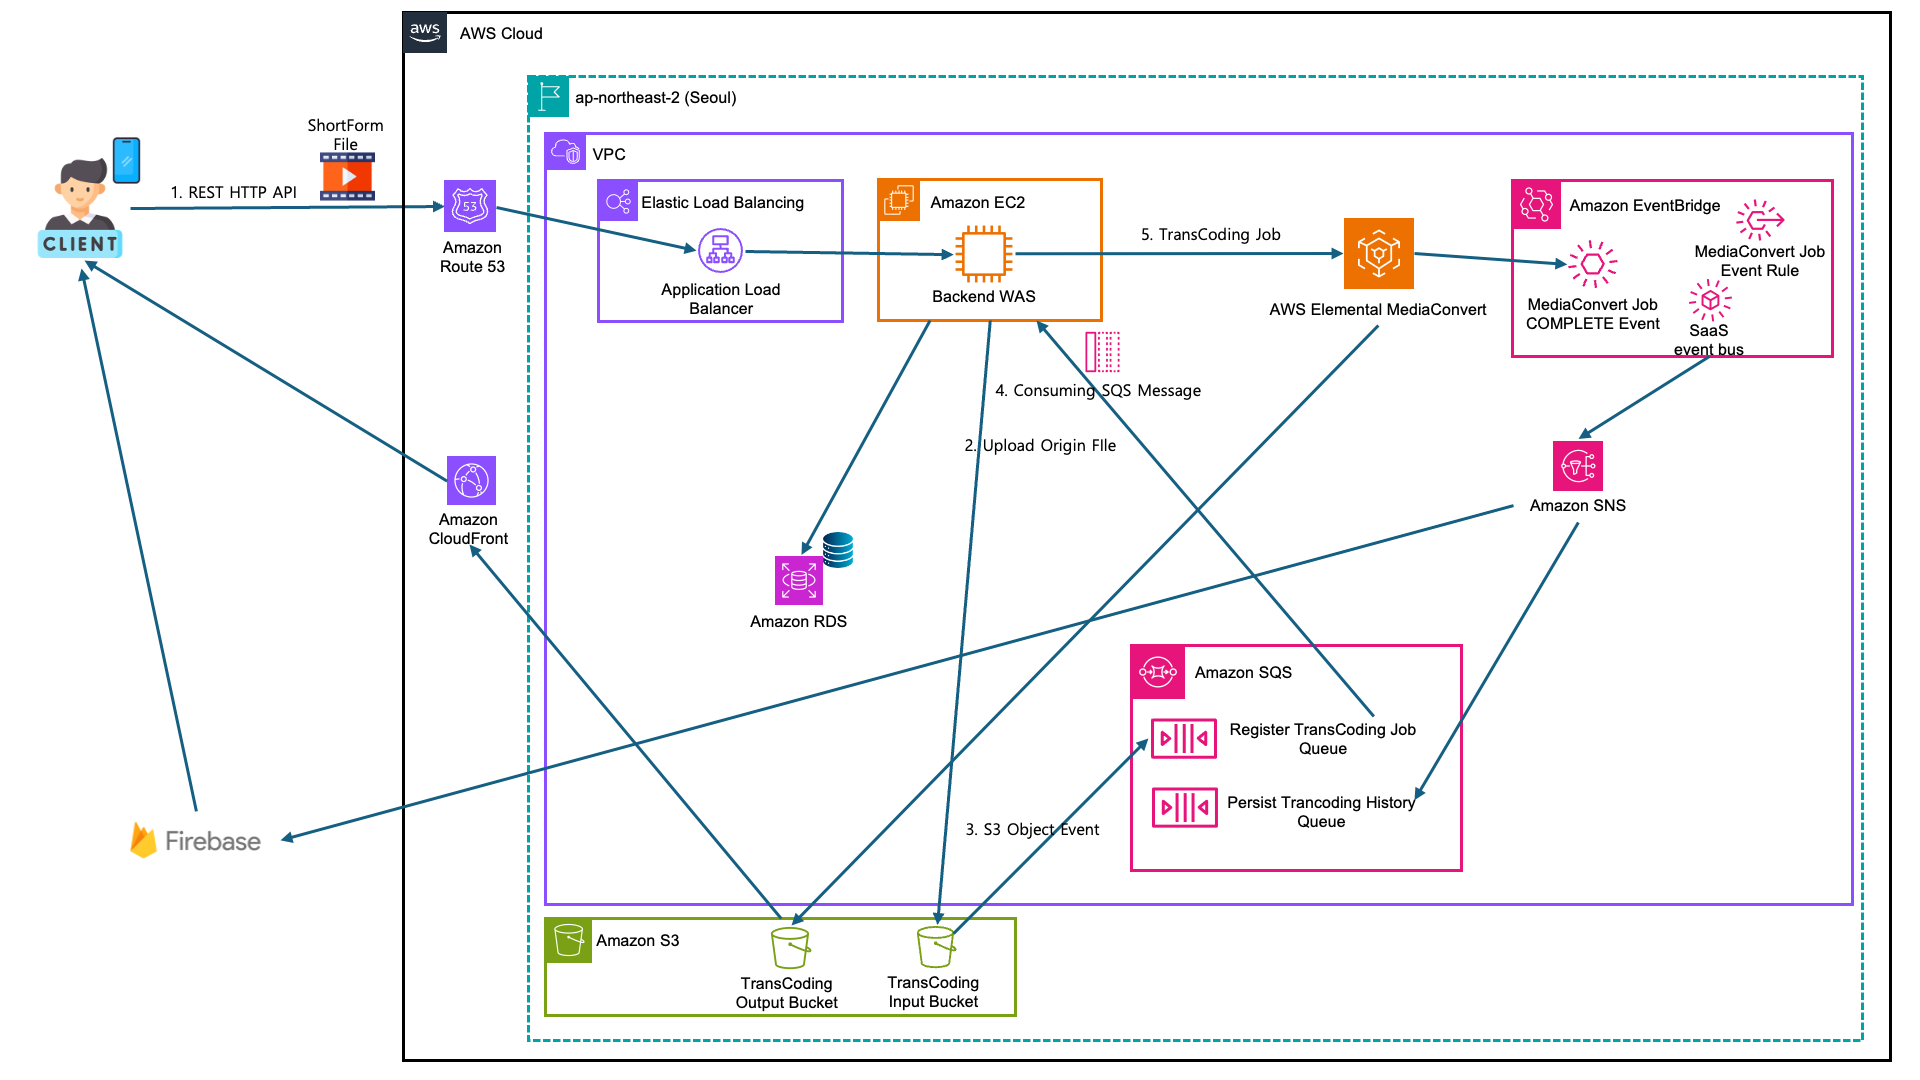 aws
AWS Cloud
ap-northeast-2 (Seoul)
ShortForm
File
1. REST HTTP API
CLIENT
53
Amazon
Route 53
VPC
Elastic Load Balancing
Application Load
Balancer
Amazon EC2
Backend WAS
5. TransCoding Job
AWS Elemental MediaConvert
Amazon EventBridge
MediaConvert Job
Event Rule
MediaConvert Job
COMPLETE Event
SaaS
event bus
4. Consuming SQS Message
2. Upload Origin FIle
Amazon SNS
Amazon
CloudFront
Amazon RDS
Amazon SQS
Register TransCoding Job
Queue
Persist Trancoding History
Queue
3. S3 Object Event
Firebase
Amazon S3
TransCoding
Output Bucket
TransCoding
Input Bucket